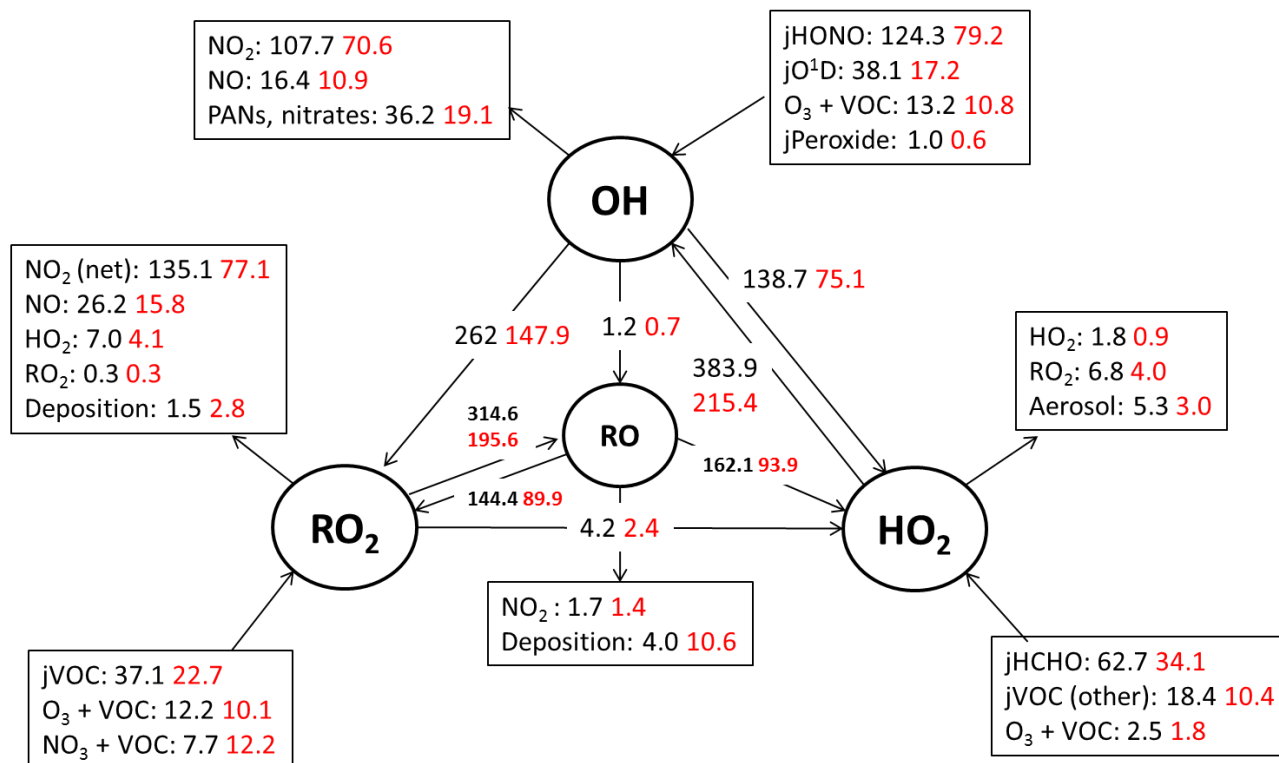 NO₂: 107.7 70.6
NO: 16.4 10.9
PANs, nitrates: 36.2 19.1
jHONO: 124.3 79.2
jO¹D: 38.1 17.2
O₃ + VOC: 13.2 10.8
jPeroxide: 1.0 0.6
OH
NO₂ (net): 135.1 77.1
NO: 26.2 15.8
HO₂: 7.0 4.1
RO₂: 0.3 0.3
Deposition: 1.5 2.8
262 147.9
1.2 0.7
138.7 75.1
383.9
215.4
HO₂: 1.8 0.9
RO₂: 6.8 4.0
Aerosol: 5.3 3.0
314.6
195.6
RO
162.1 93.9
144.4 89.9
RO₂
4.2 2.4
HO₂
NO₂ : 1.7 1.4
Deposition: 4.0 10.6
jVOC: 37.1 22.7
O₃ + VOC: 12.2 10.1
NO₃ + VOC: 7.7 12.2
jHCHO: 62.7 34.1
jVOC (other): 18.4 10.4
O₃ + VOC: 2.5 1.8